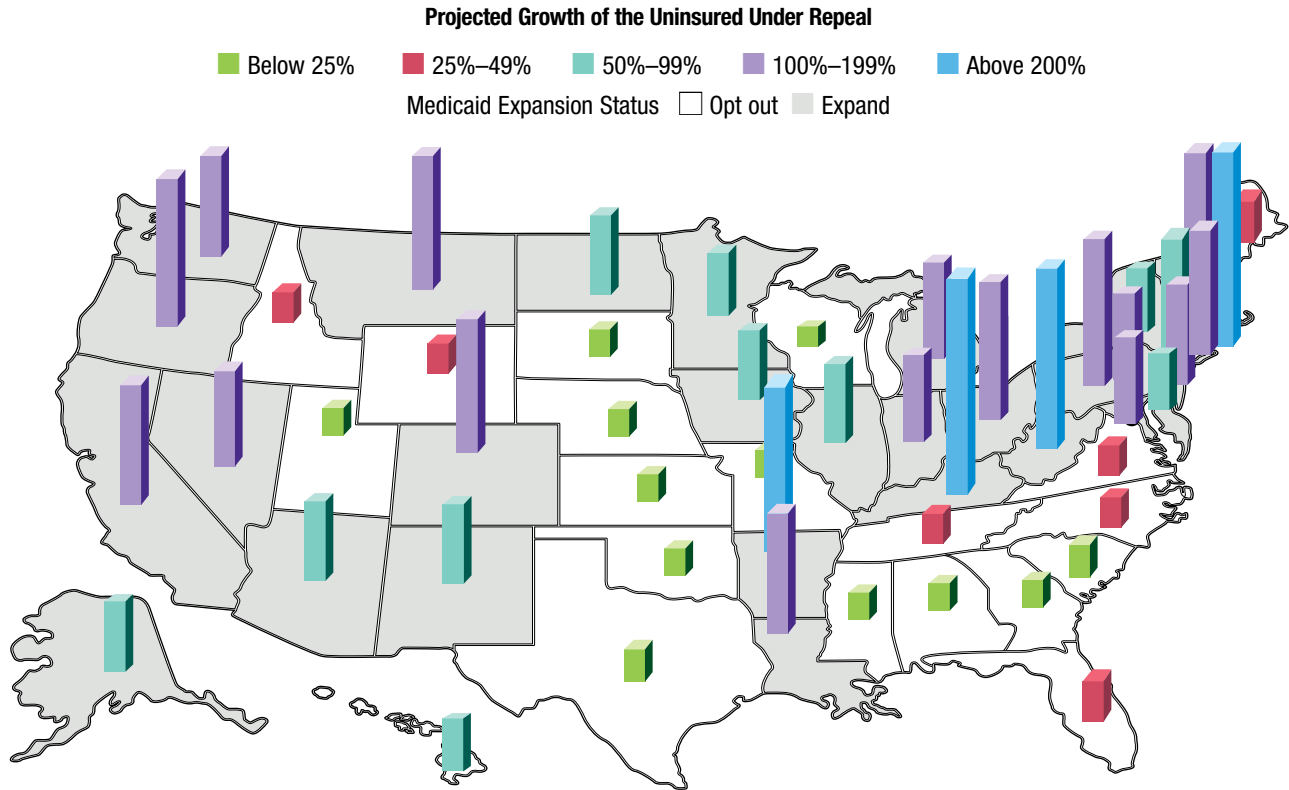 Projected Growth of the Uninsured Under Repeal
Below 25% 25%–49% 50%–99% 100%–199% Above 200%
Medicaid Expansion Status Opt out Expand